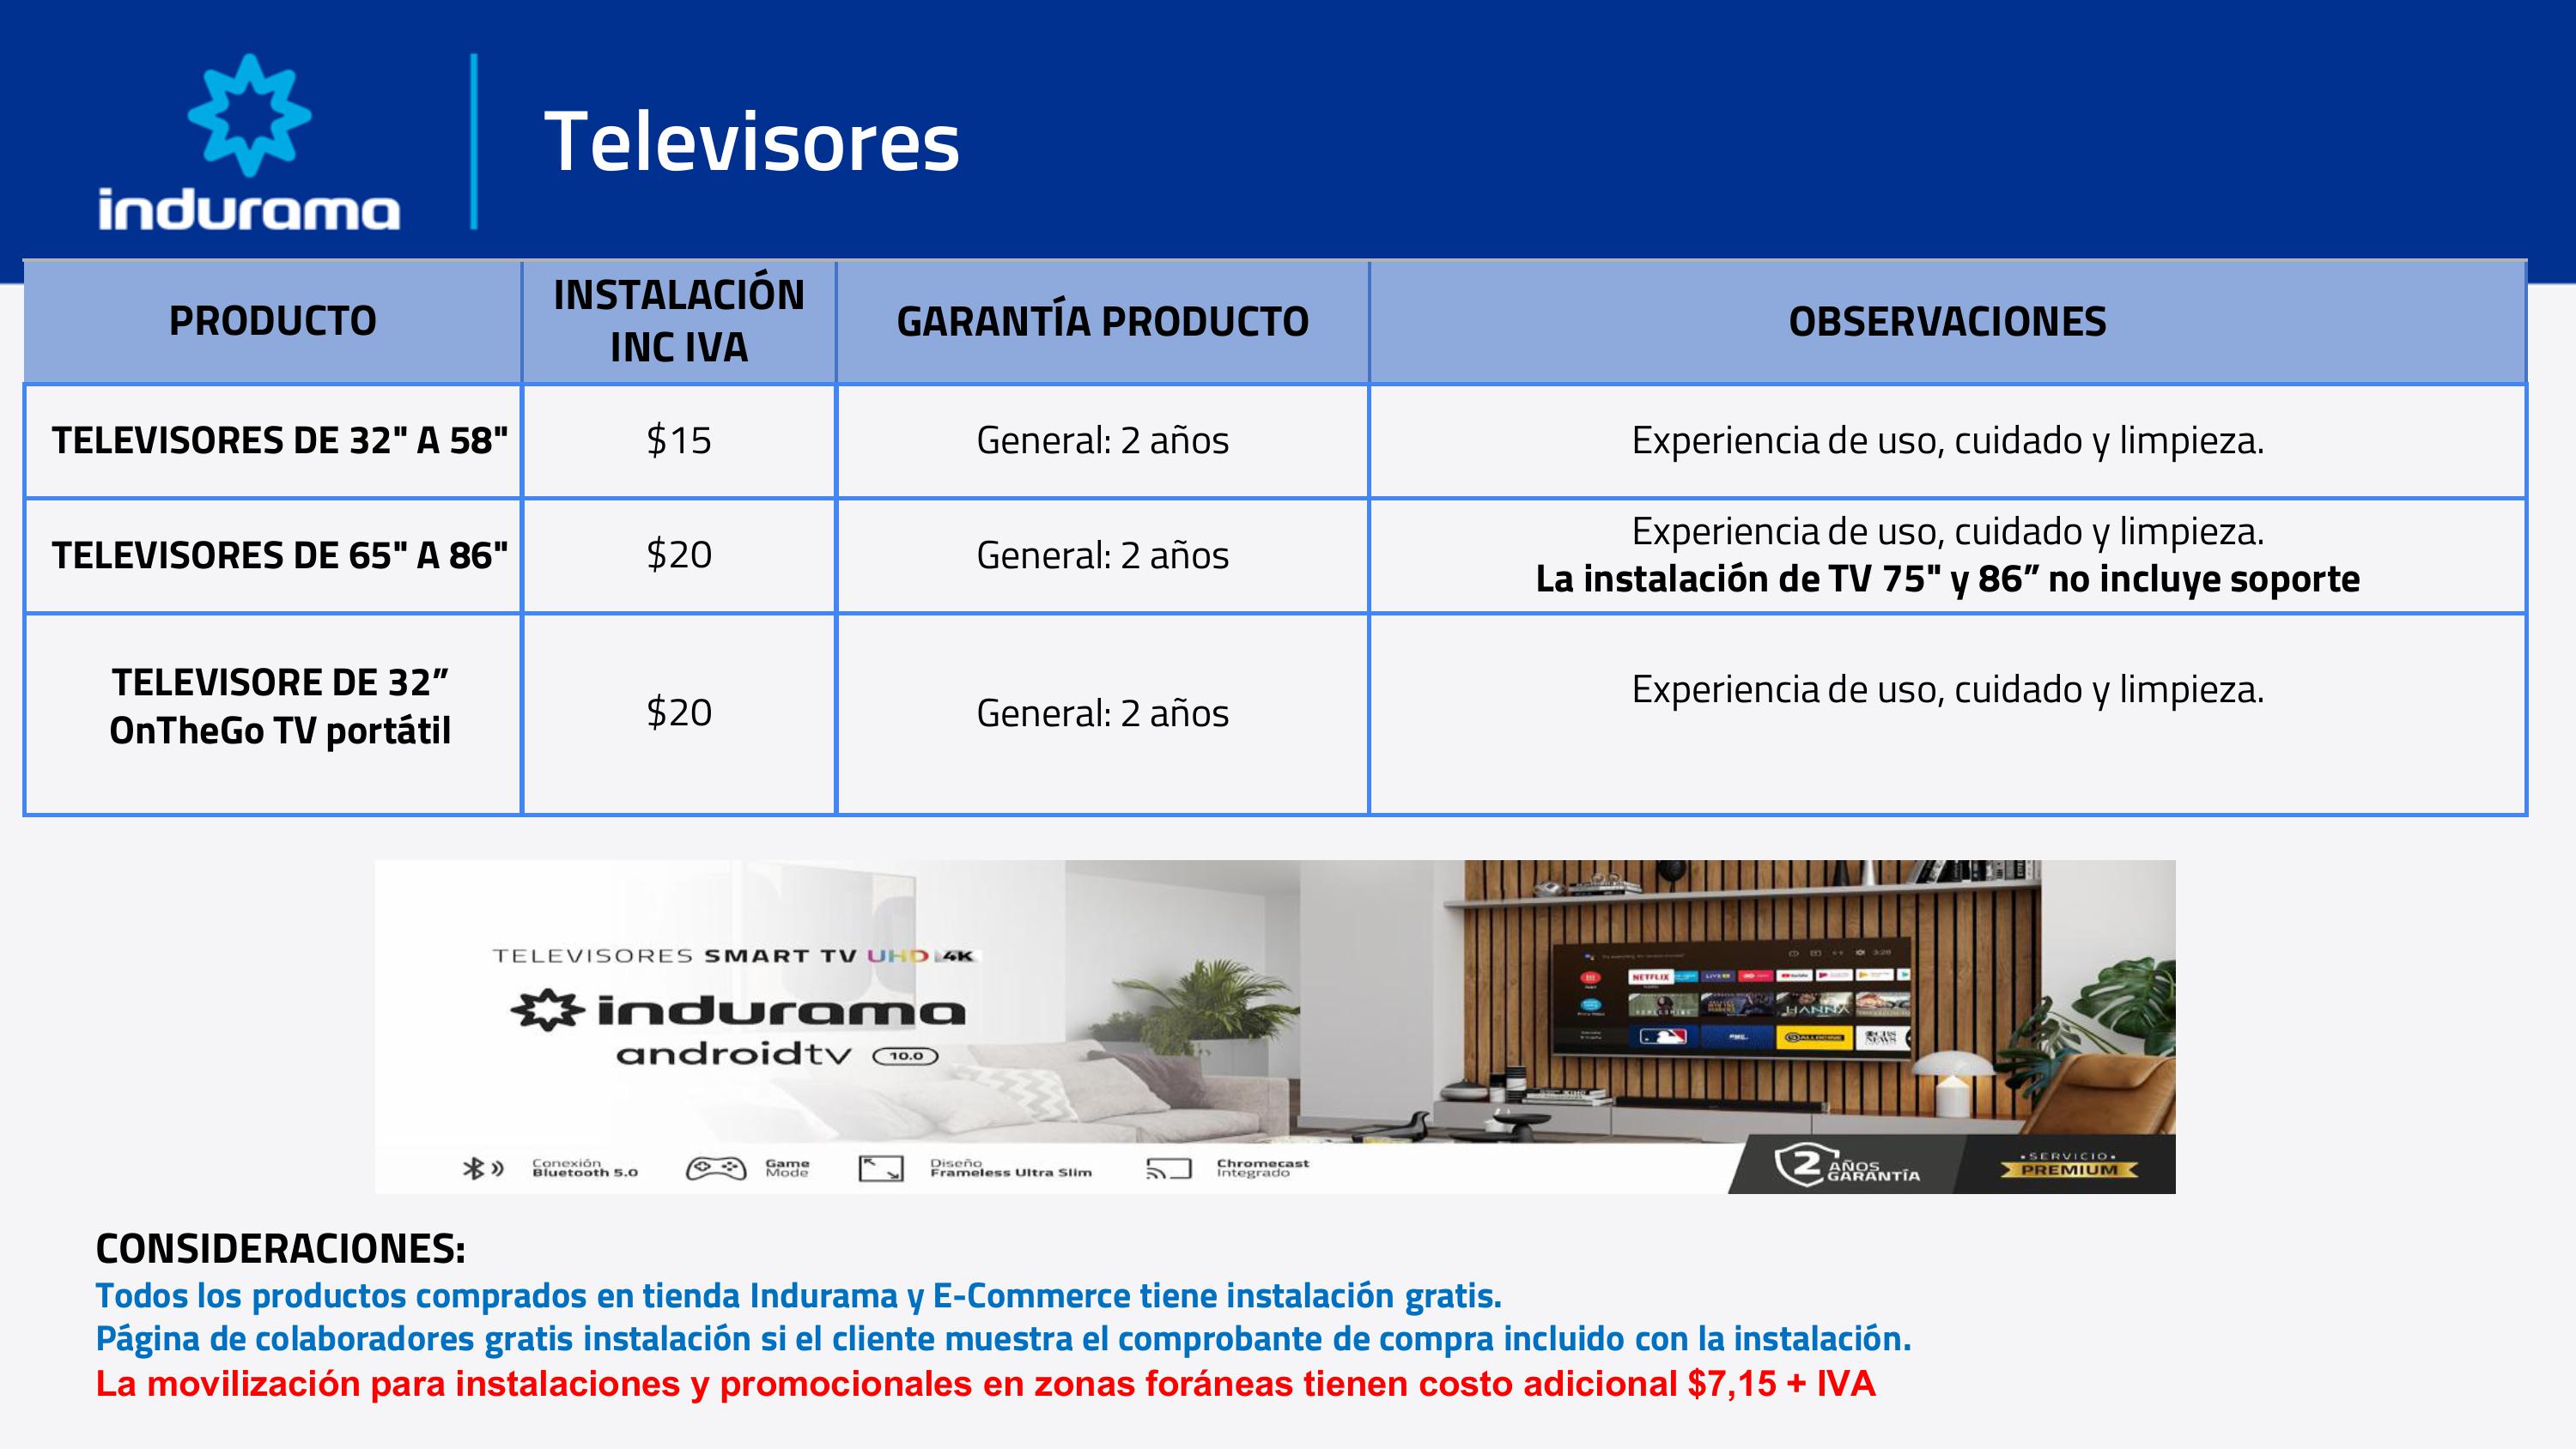 indurama
Televisores
PRODUCTO
INSTALACIÓN
INC IVA
GARANTÍA PRODUCTO
OBSERVACIONES
TELEVISORES DE 32" A 58"
$15
General: 2 años
Experiencia de uso, cuidado y limpieza.
TELEVISORES DE 65" A 86"
$20
General: 2 años
Experiencia de uso, cuidado y limpieza.
La instalación de TV 75" y 86” no incluye soporte
TELEVISORE DE 32”
OnTheGo TV portátil
$20
General: 2 años
Experiencia de uso, cuidado y limpieza.
TELEVISORES SMART TV UHD 4K
indurama
androidtv 10.0
NETFLIX
HANNA
3:28
Conexión
Bluetooth 5.0
Game
Mode
Diseño
Frameless Ultra Slim
Chromecast
Integrado
2 AÑOS
GARANTÍA
•SERVICIO•
PREMIUM
CONSIDERACIONES:
Todos los productos comprados en tienda Indurama y E-Commerce tiene instalación gratis.
Página de colaboradores gratis instalación si el cliente muestra el comprobante de compra incluido con la instalación.
La movilización para instalaciones y promocionales en zonas foráneas tienen costo adicional $7,15 + IVA